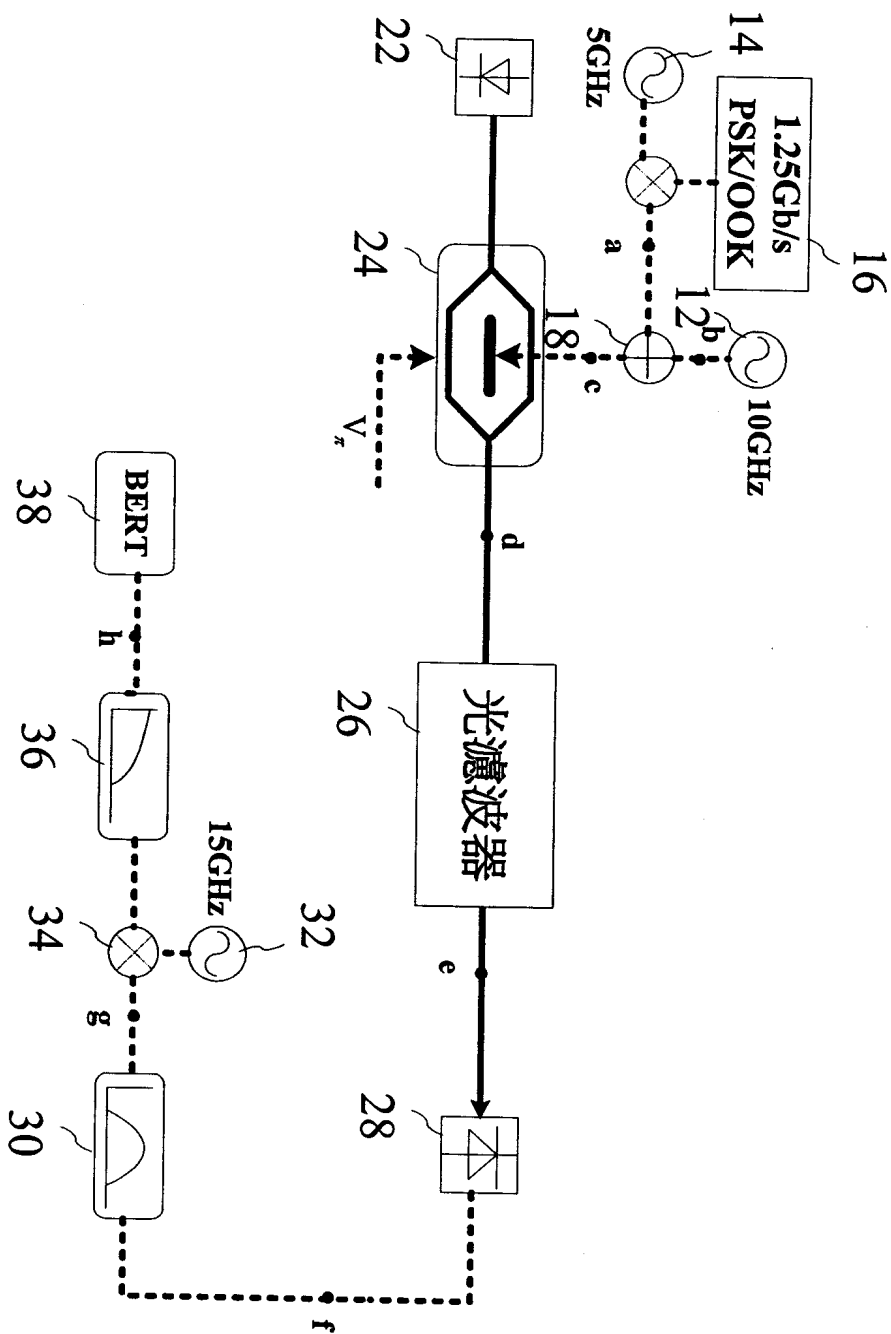 14
5GHz
1.25Gb/s
PSK/OOK
16
a
12
b
10GHz
18
c
22
24
Vπ
d
光濾波器
26
e
28
f
30
g
15GHz
32
34
36
h
BERT
38